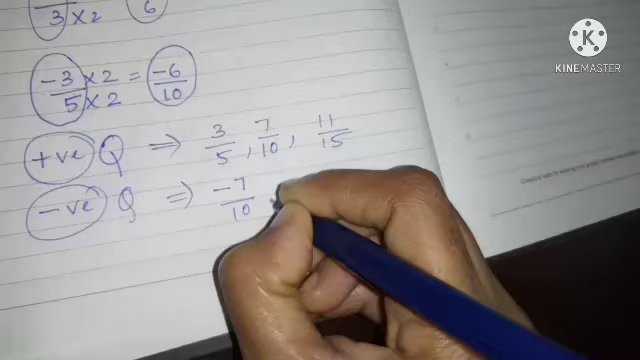 3 × 2 6
-3 × 2 = -6
5 × 2 10
+ve Q ⇒ 3/5, 7/10, 11/15
-ve Q ⇒ -7/10
K
KINEMASTER